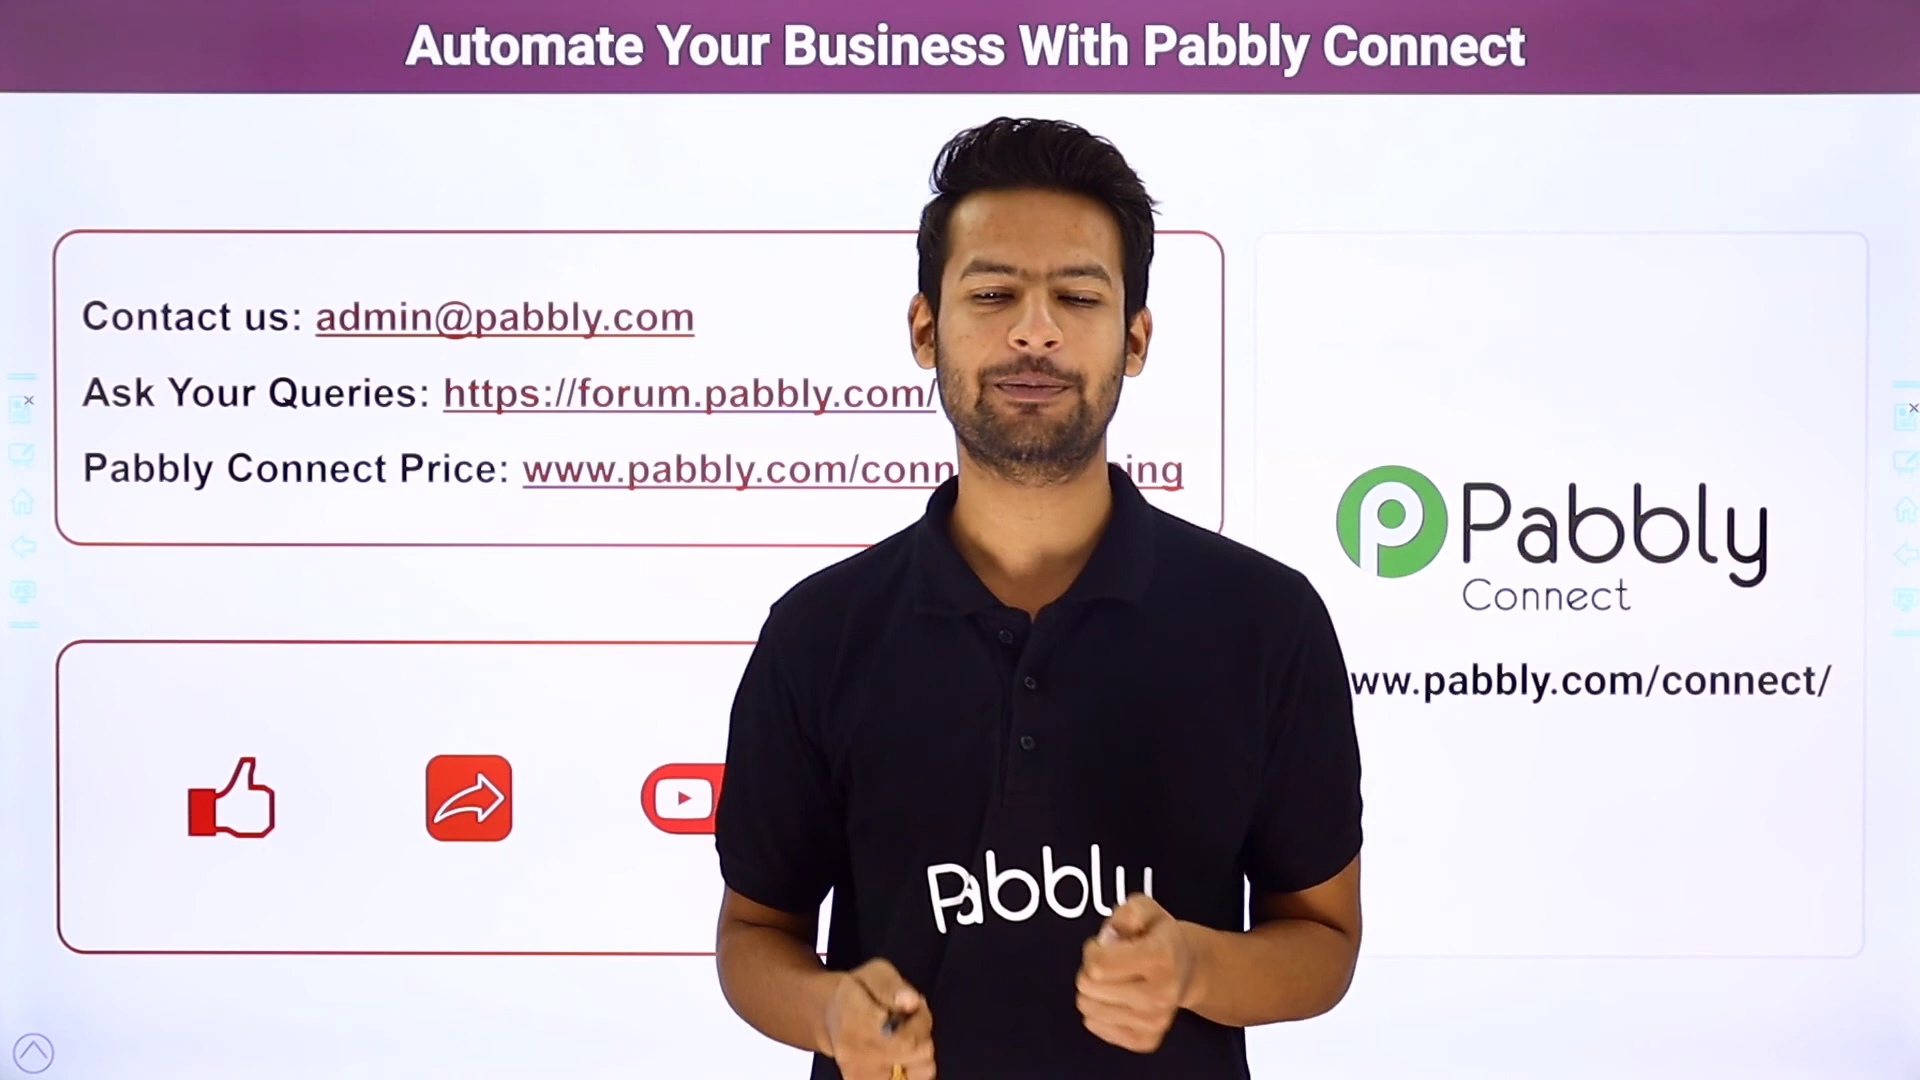 Automate Your Business With Pabbly Connect
Contact us: admin@pabbly.com
Ask Your Queries: https://forum.pabbly.com/
Pabbly Connect Price: www.pabbly.com/conn ing
Pabbly
Connect
ww.pabbly.com/connect/
Pabbly